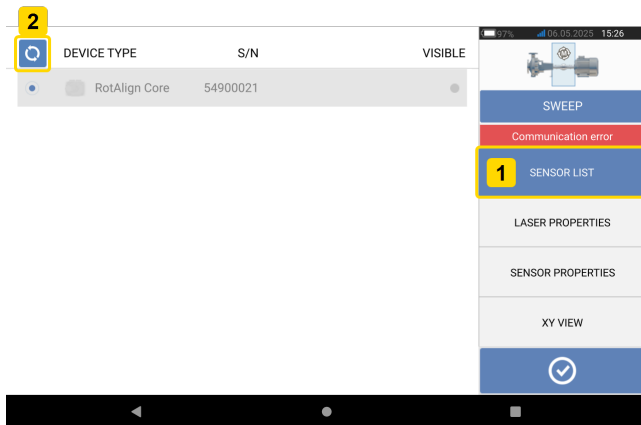 2
97% 06.05.2025 15:26
DEVICE TYPE S/N VISIBLE
RotAlign Core 54900021
SWEEP
Communication error
1 SENSOR LIST
LASER PROPERTIES
SENSOR PROPERTIES
XY VIEW